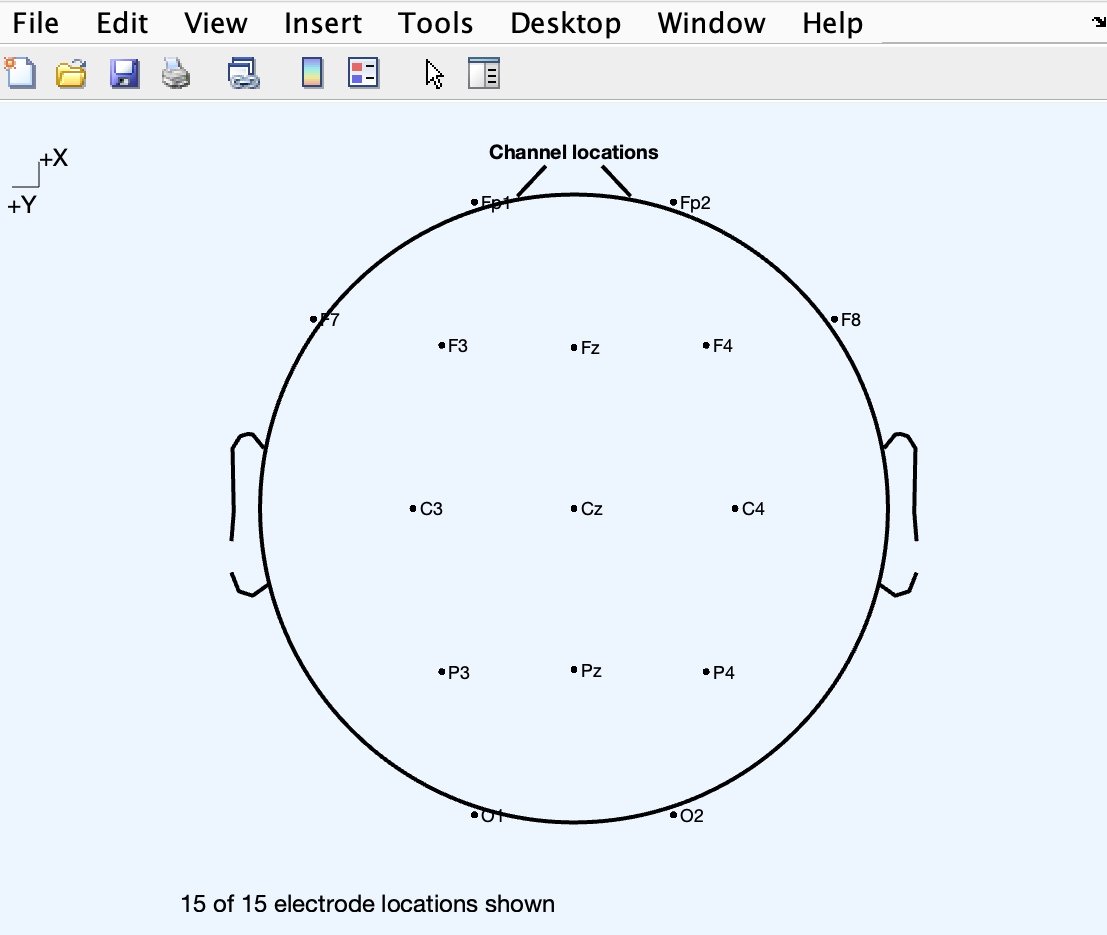 File Edit View Insert Tools Desktop Window Help
Channel locations
+X
+Y
Fp1 Fp2
F7 F8
F3 Fz F4
C3 Cz C4
P3 Pz P4
O1 O2
15 of 15 electrode locations shown